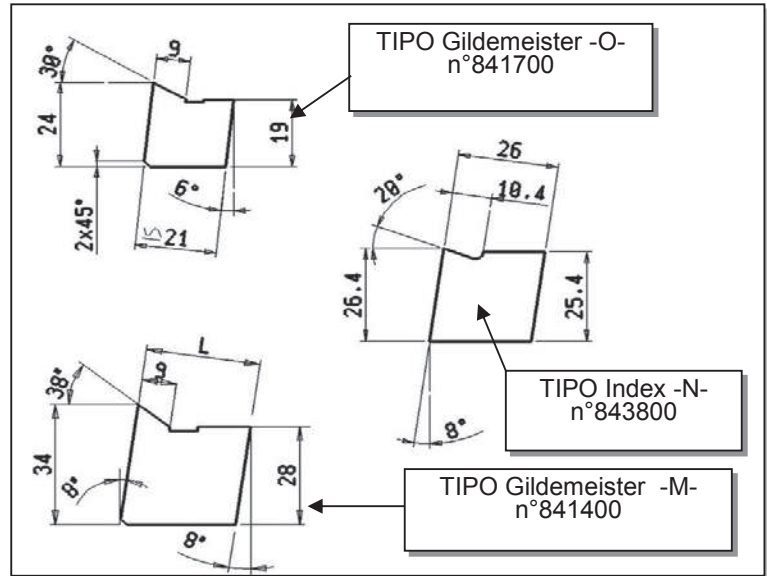 TIPO Gildemeister -O-
n°841700
30°
9
24
19
6°
2x45°
21
26
10.4
20°
26.4
25.4
8°
TIPO Index -N-
n°843800
L
9
38°
34
8°
28
8°
TIPO Gildemeister -M-
n°841400